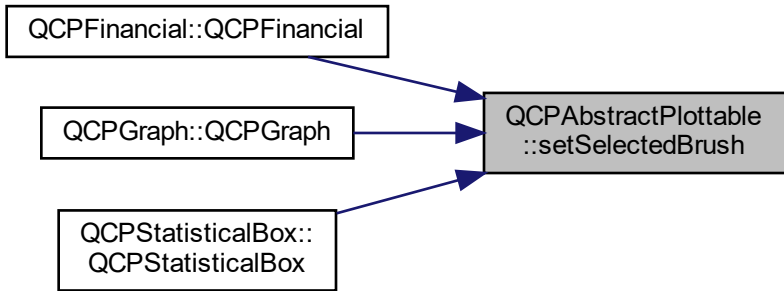 QCPFinancial::QCPFinancial
QCPAbstractPlottable
::setSelectedBrush
QCPGraph::QCPGraph
QCPStatisticalBox::
QCPStatisticalBox